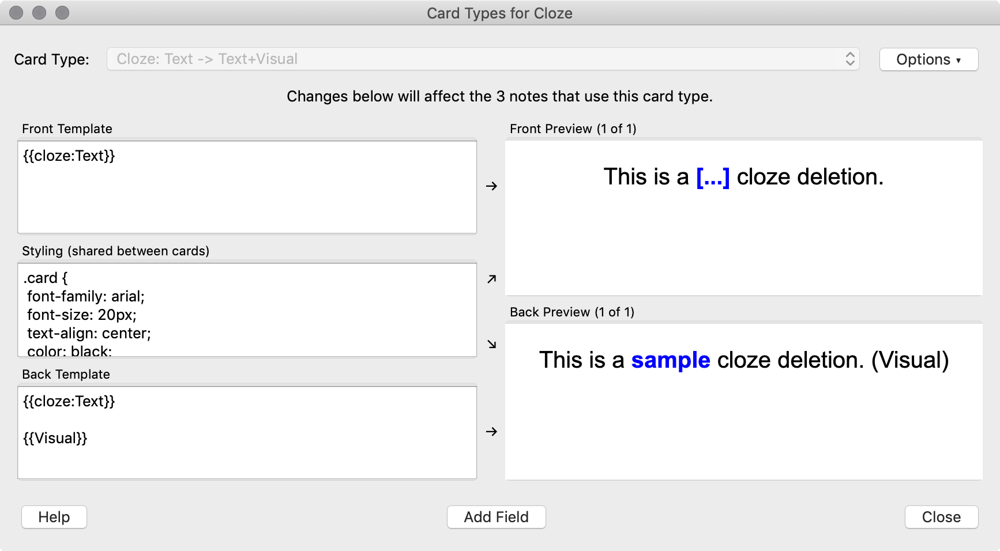 Card Types for Cloze
Card Type:
Cloze: Text -> Text+Visual
Options ▾
Changes below will affect the 3 notes that use this card type.
Front Template
{{cloze:Text}}
Styling (shared between cards)
.card {
font-family: arial;
font-size: 20px;
text-align: center;
color: black;
Back Template
{{cloze:Text}}
{{Visual}}
Front Preview (1 of 1)
This is a [...] cloze deletion.
Back Preview (1 of 1)
This is a sample cloze deletion. (Visual)
Help
Add Field
Close